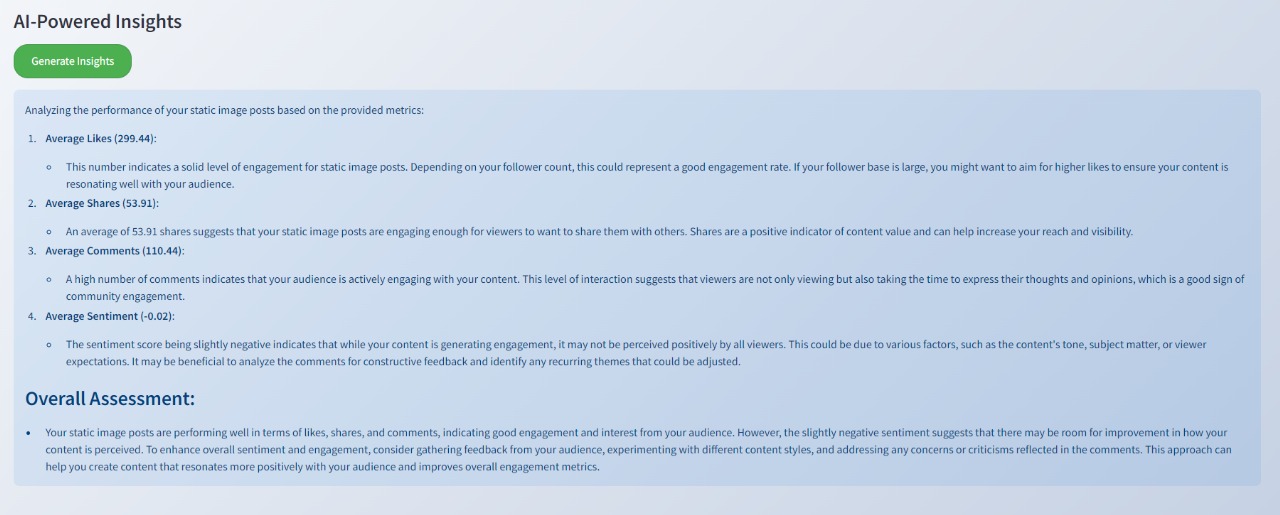 AI-Powered Insights
Generate Insights
Analyzing the performance of your static image posts based on the provided metrics:
1. Average Likes (299.44):
This number indicates a solid level of engagement for static image posts. Depending on your follower count, this could represent a good engagement rate. If your follower base is large, you might want to aim for higher likes to ensure your content is
resonating well with your audience.
2. Average Shares (53.91):
An average of 53.91 shares suggests that your static image posts are engaging enough for viewers to want to share them with others. Shares are a positive indicator of content value and can help increase your reach and visibility.
3. Average Comments (110.44):
A high number of comments indicates that your audience is actively engaging with your content. This level of interaction suggests that viewers are not only viewing but also taking the time to express their thoughts and opinions, which is a good sign of
community engagement.
4. Average Sentiment (-0.02):
The sentiment score being slightly negative indicates that while your content is generating engagement, it may not be perceived positively by all viewers. This could be due to various factors, such as the content's tone, subject matter, or viewer
expectations. It may be beneficial to analyze the comments for constructive feedback and identify any recurring themes that could be adjusted.
Overall Assessment:
Your static image posts are performing well in terms of likes, shares, and comments, indicating good engagement and interest from your audience. However, the slightly negative sentiment suggests that there may be room for improvement in how your
content is perceived. To enhance overall sentiment and engagement, consider gathering feedback from your audience, experimenting with different content styles, and addressing any concerns or criticisms reflected in the comments. This approach can
help you create content that resonates more positively with your audience and improves overall engagement metrics.